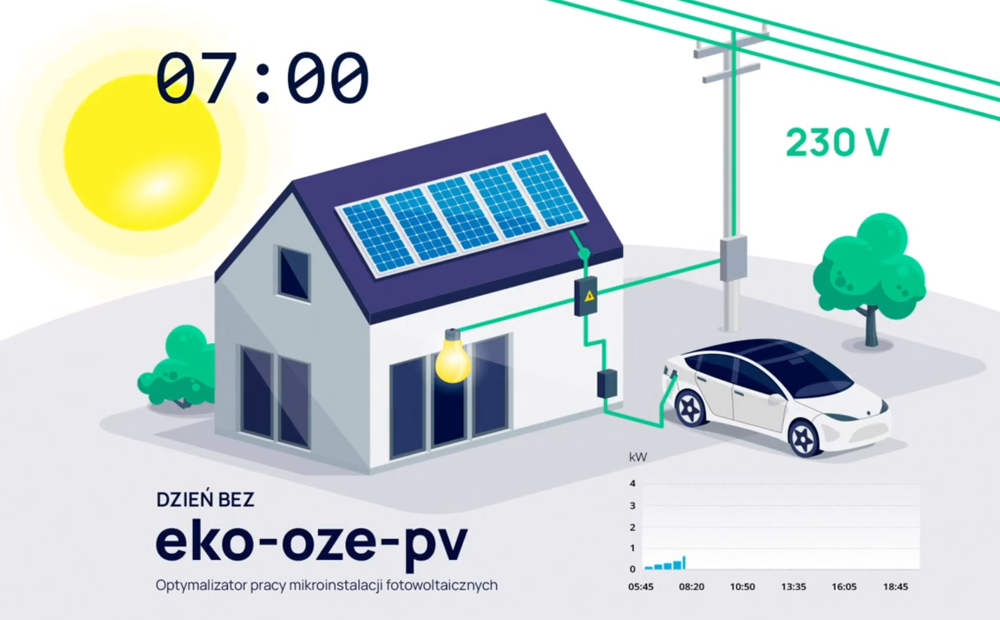 07:00
230 V
DZIEŃ BEZ
eko-oze-pv
Optymalizator pracy mikroinstalacji fotowoltaicznych
kW
4
3
2
1
0
05:45 08:20 10:50 13:35 16:05 18:45